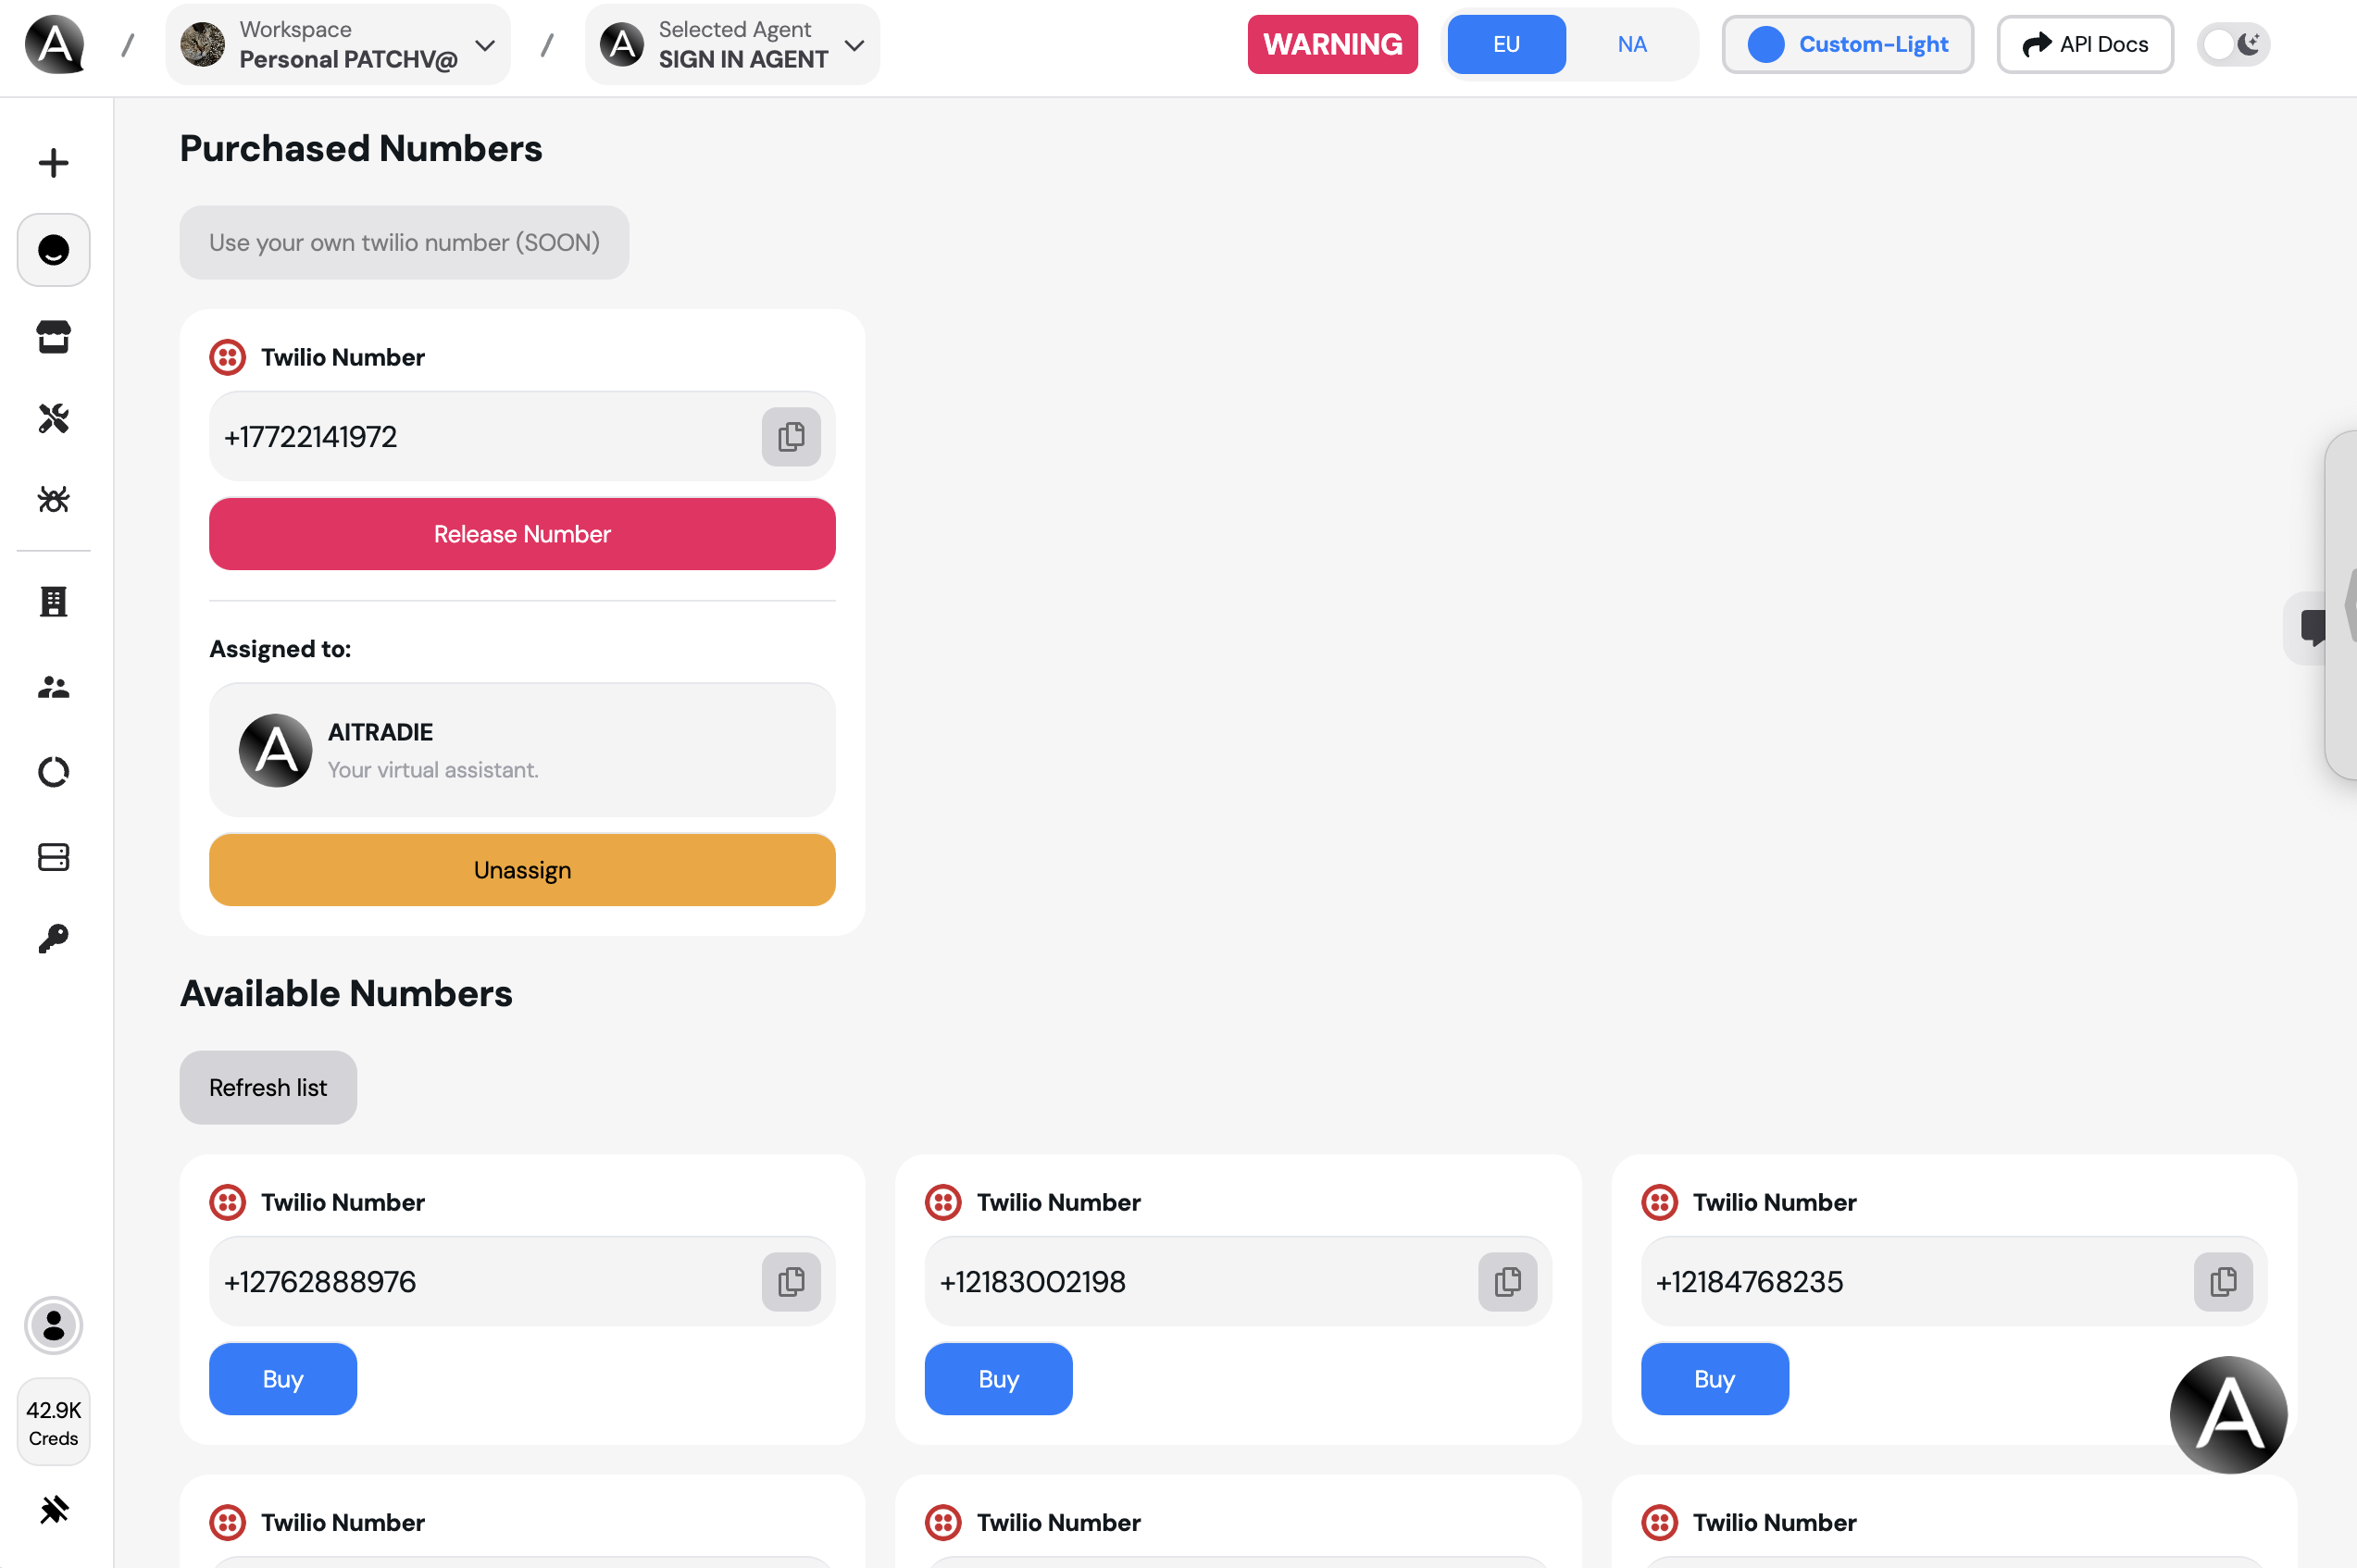 Workspace
Personal PATCHV@
Selected Agent
SIGN IN AGENT
WARNING
EU
NA
Custom-Light
API Docs
Purchased Numbers
Use your own twilio number (SOON)
Twilio Number
+17722141972
Release Number
Assigned to:
AITRADIE
Your virtual assistant.
Unassign
Available Numbers
Refresh list
Twilio Number
+12762888976
Buy
Twilio Number
+12183002198
Buy
Twilio Number
+12184768235
Buy
Twilio Number
Twilio Number
Twilio Number
42.9K
Creds